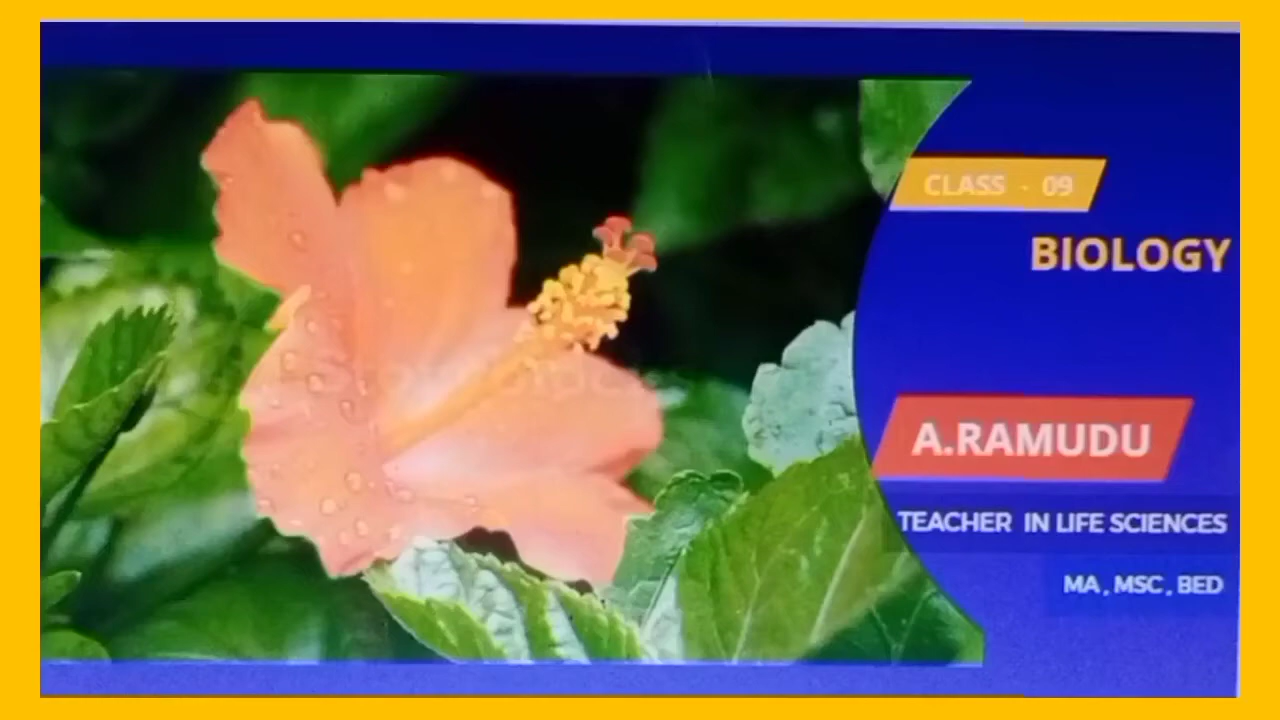 CLASS - 09
BIOLOGY
A.RAMUDU
TEACHER IN LIFE SCIENCES
MA , MSC , BED